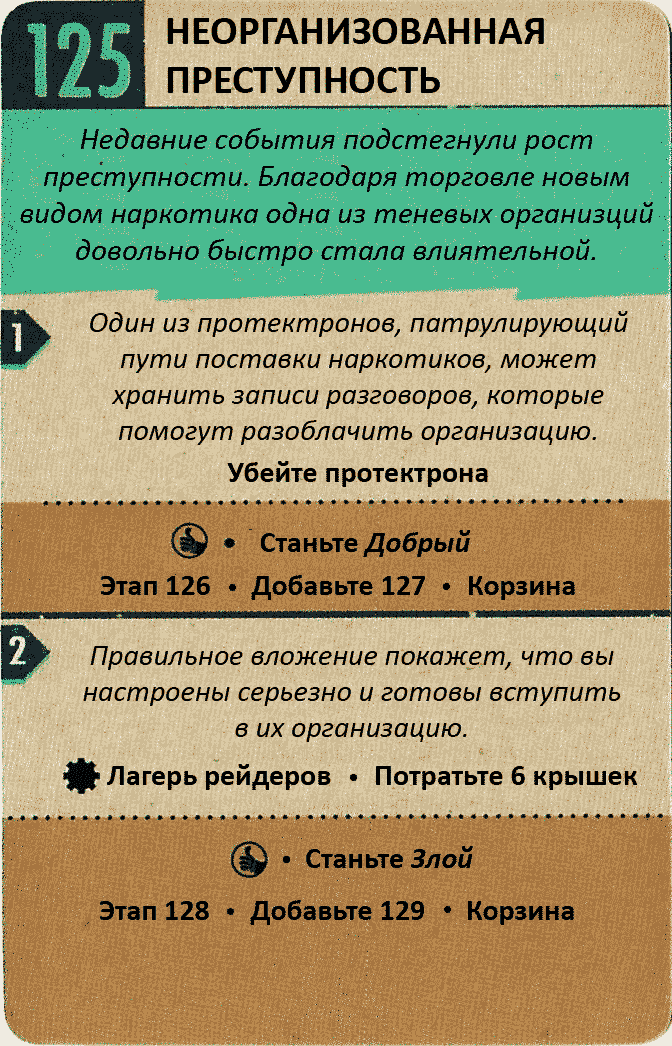 125
НЕОРГАНИЗОВАННАЯ
ПРЕСТУПНОСТЬ
Недавние события подстегнули рост
преступности. Благодаря торговле новым
видом наркотика одна из теневых организций
довольно быстро стала влиятельной.
1
Один из протектронов, патрулирующий
пути поставки наркотиков, может
хранить записи разговоров, которые
помогут разоблачить организацию.
Убейте протектрона
• Станьте Добрый
Этап 126 • Добавьте 127 • Корзина
2
Правильное вложение покажет, что вы
настроены серьезно и готовы вступить
в их организацию.
Лагерь рейдеров • Потратьте 6 крышек
• Станьте Злой
Этап 128 • Добавьте 129 • Корзина